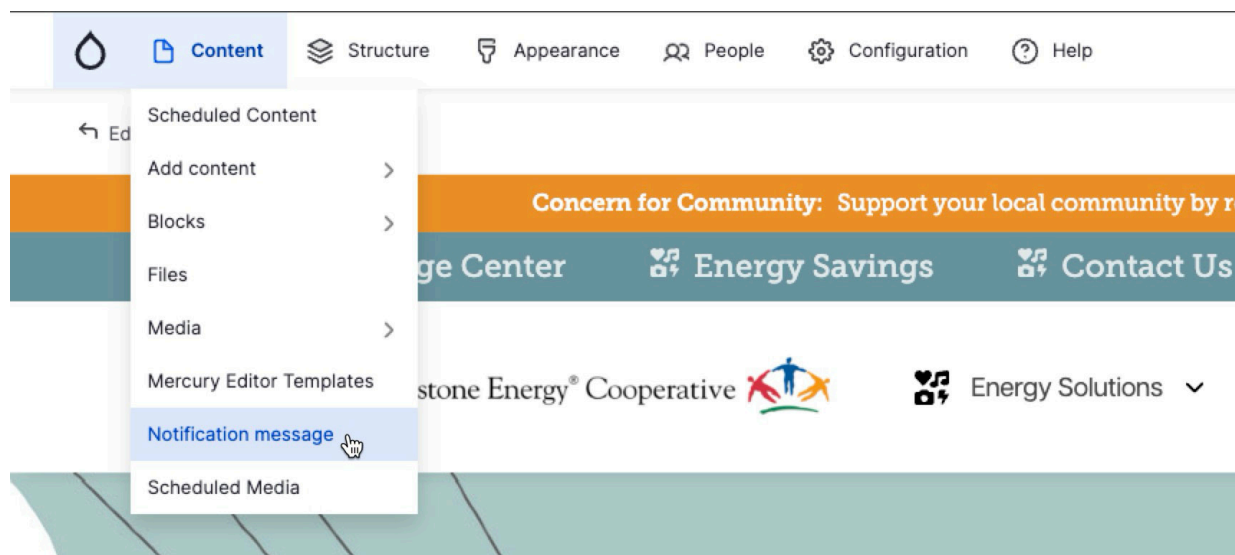 Content Structure Appearance People Configuration Help
Scheduled Content
Ed
Add content
Concern for Community: Support your local community by r
Blocks
ge Center Energy Savings Contact Us
Files
Media
Mercury Editor Templates
stone Energy® Cooperative Energy Solutions
Notification message
Scheduled Media